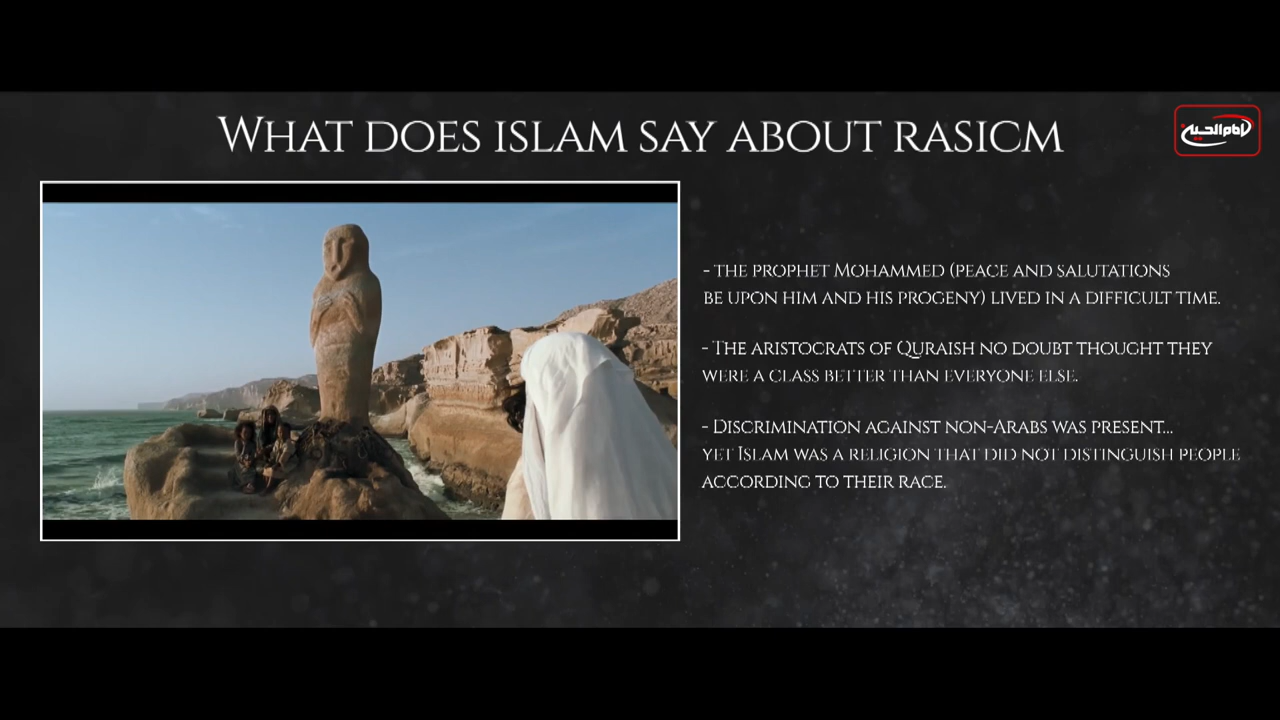 What does islam say about rasicm
امام الحسین
- the prophet Mohammed (peace and salutations
be upon him and his progeny) lived in a difficult time.
- The aristocrats of Quraish no doubt thought they
were a class better than everyone else.
- Discrimination against non-Arabs was present...
yet Islam was a religion that did not distinguish people
according to their race.